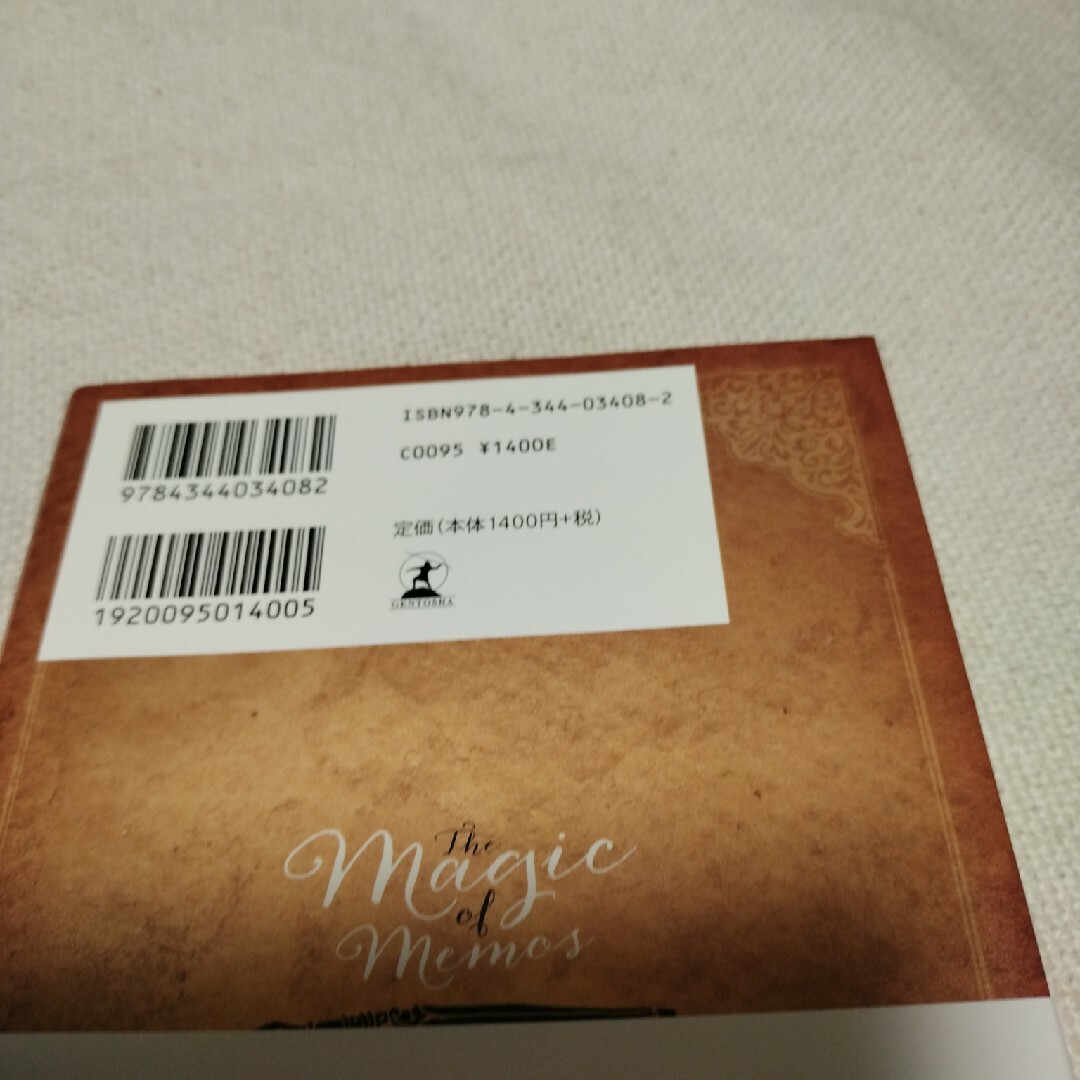 ISBN978-4-344-03408-2
C0095 ¥1400E
9784344034082
定価(本体1400円+税)
1920095014005
GENTOSHA
The
Magic
of
Memos